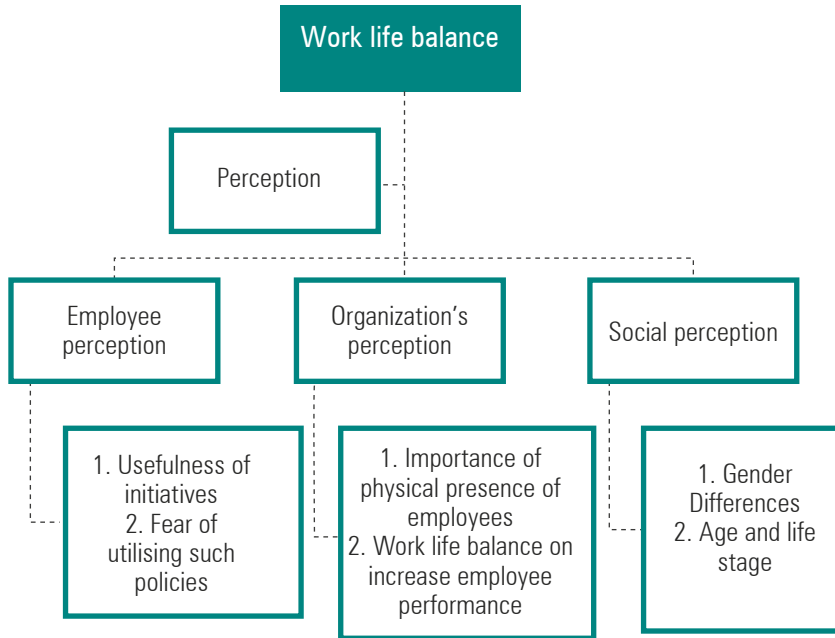 Work life balance
Perception
Employee
perception
Organization's
perception
Social perception
1. Usefulness of
initiatives
2. Fear of
utilising such
policies
1. Importance of
physical presence of
employees
2. Work life balance on
increase employee
performance
1. Gender
Differences
2. Age and life
stage